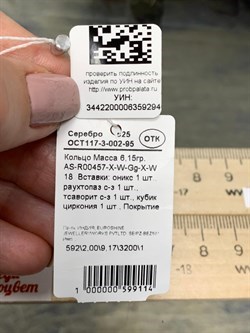 проверить подлинность
изделия по УИН на сайте
http://www.probpalata.ru
УИН:
3442200006359294
Серебро 925
ОСТ117-3-002-95
ОТК
Кольцо Масса 6,15гр.
AS-R00457-X-W-Gg-X-W
18 Вставки: оникс 1 шт ,
раухтопаз с-з 1 шт ,
тсаворит с-з 1 шт , кубик
циркония 1 шт . Покрытие
592\2.00\9.17\3200\1
1 000000 599114